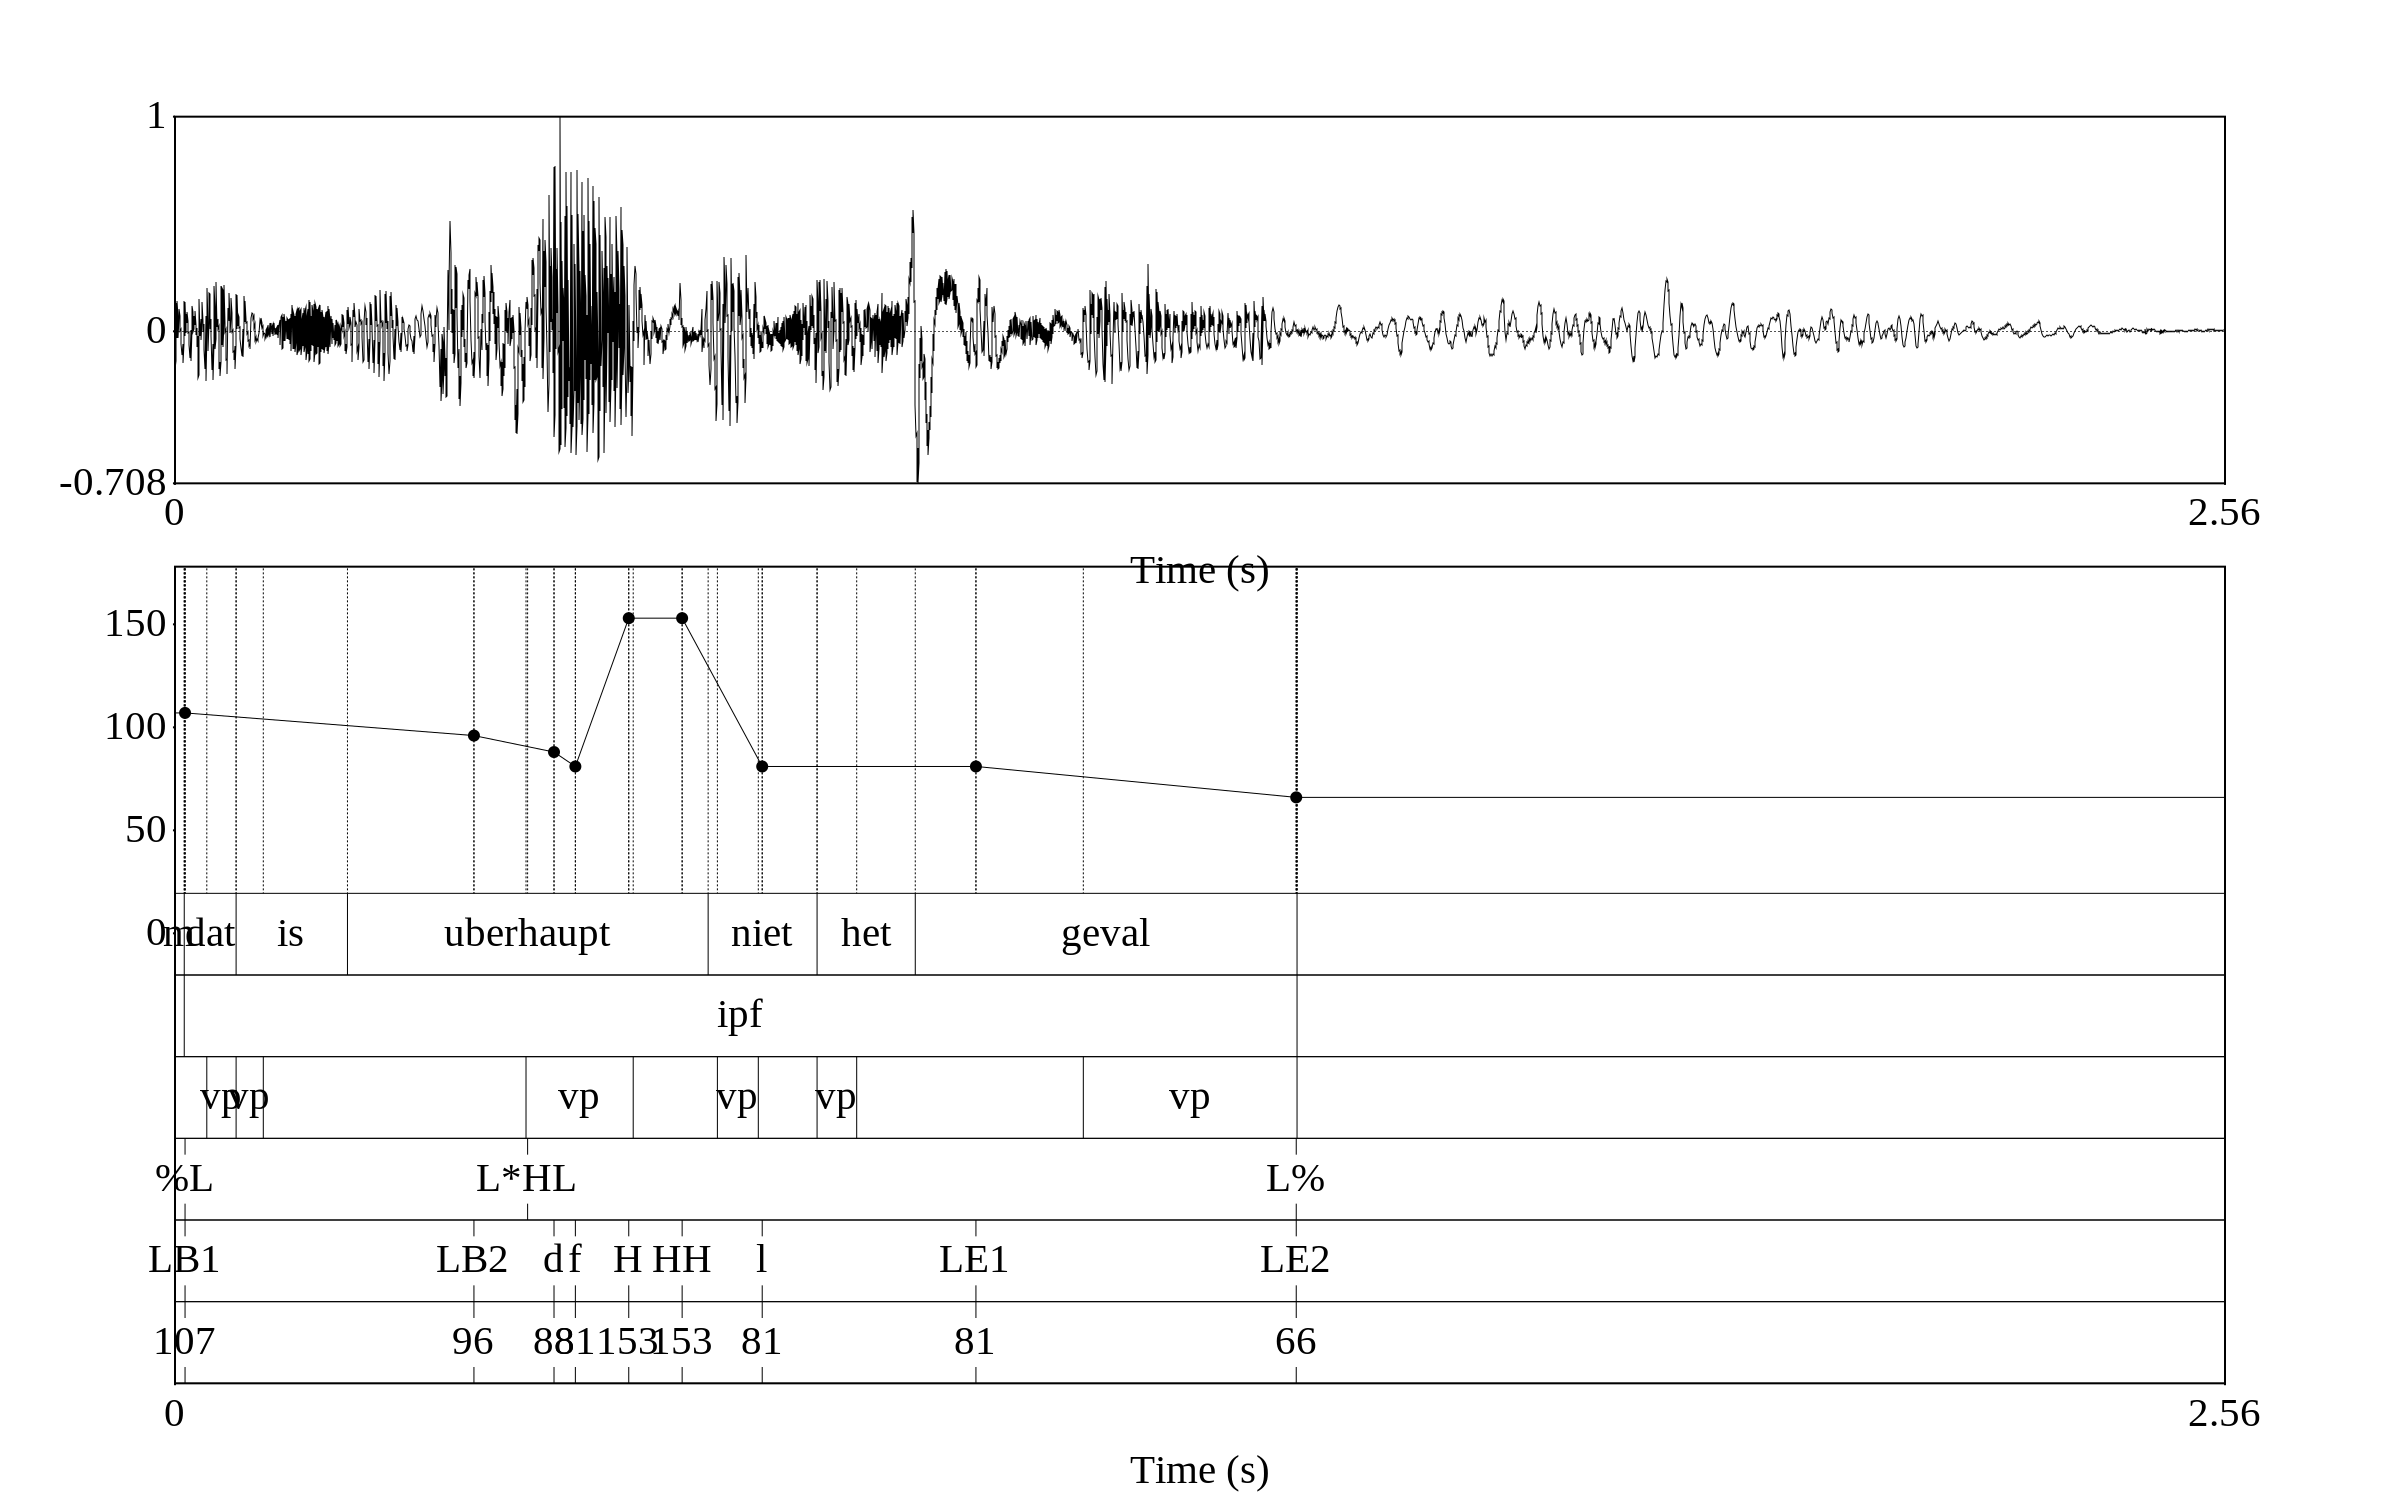 1
0
-0.708
0 2.56
Time (s)
150
100
50
0
m dat is uberhaupt niet het geval
ipf
vp vp vp vp vp vp
%L L*HL L%
LB1 LB2 d f H HH l LE1 LE2
107 96 88 81 153 153 81 81 66
0 2.56
Time (s)